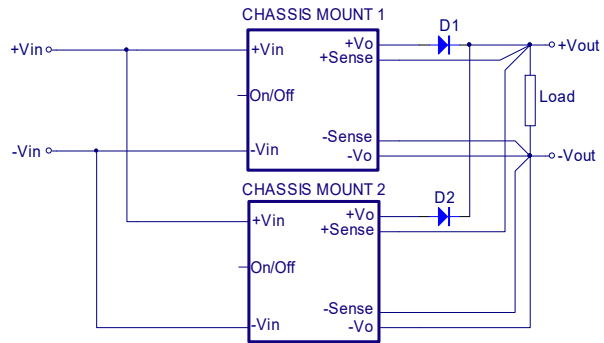 CHASSIS MOUNT 1
D1
+Vin
+Vin
+Vo
+Vout
+Sense
On/Off
Load
-Vin
-Vin
-Sense
-Vo
-Vout
CHASSIS MOUNT 2
D2
+Vin
+Vo
+Sense
On/Off
-Sense
-Vin
-Vo